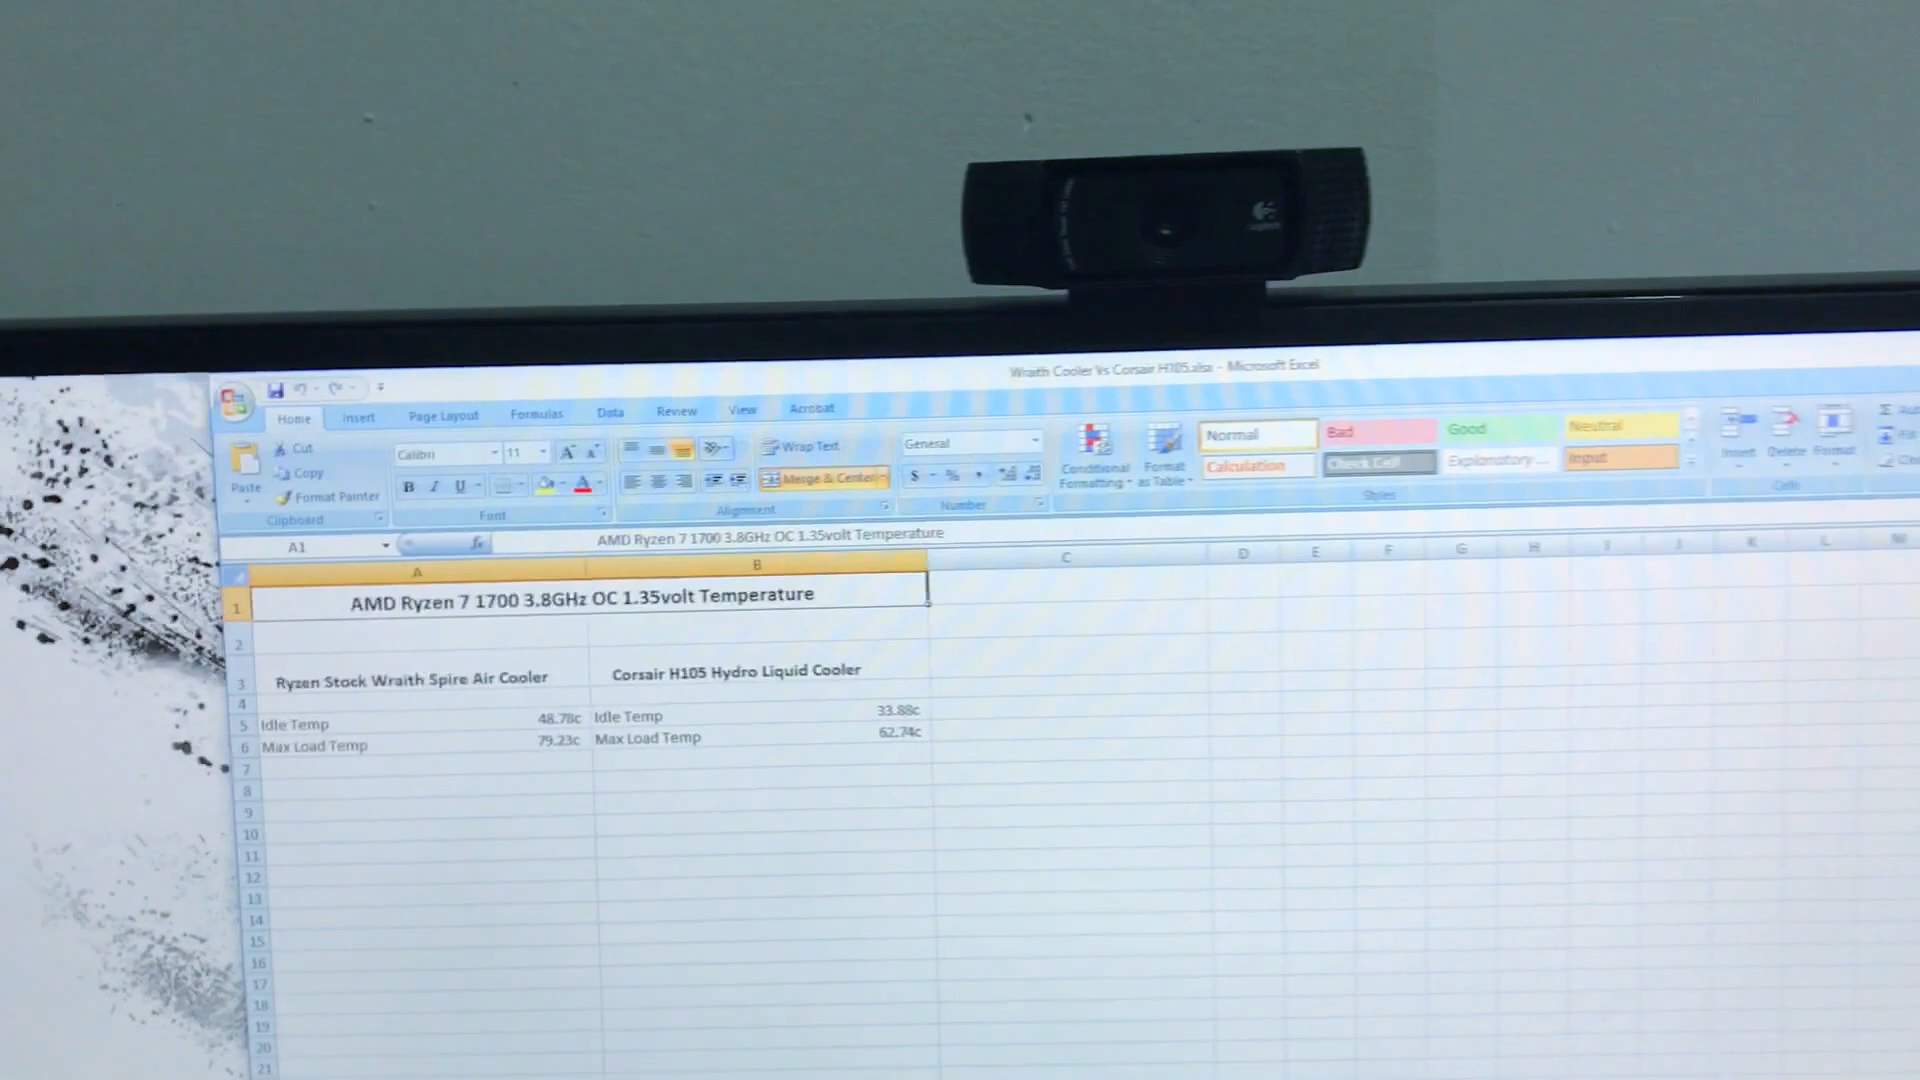 Wraith Cooler Vs Corsair H105.xlsx - Microsoft Excel
Home Insert Page Layout Formulas Data Review View Acrobat
Cut
Copy
Format Painter
Paste
Clipboard
Calibri 11
B I U
Font
Wrap Text
Merge & Center
Alignment
General
$ %
Number
Conditional Formatting
Format as Table
Normal Bad Good Neutral
Calculation Check Cell Explanatory ... Input
Styles
Insert Delete Format
Cells
A1 fx AMD Ryzen 7 1700 3.8GHz OC 1.35volt Temperature
A B C D E F G H I J K L M
1 AMD Ryzen 7 1700 3.8GHz OC 1.35volt Temperature
2
3 Ryzen Stock Wraith Spire Air Cooler Corsair H105 Hydro Liquid Cooler
4
5 Idle Temp 48.78c Idle Temp 33.88c
6 Max Load Temp 79.23c Max Load Temp 62.74c
7
8
9
10
11
12
13
14
15
16
17
18
19
20
21